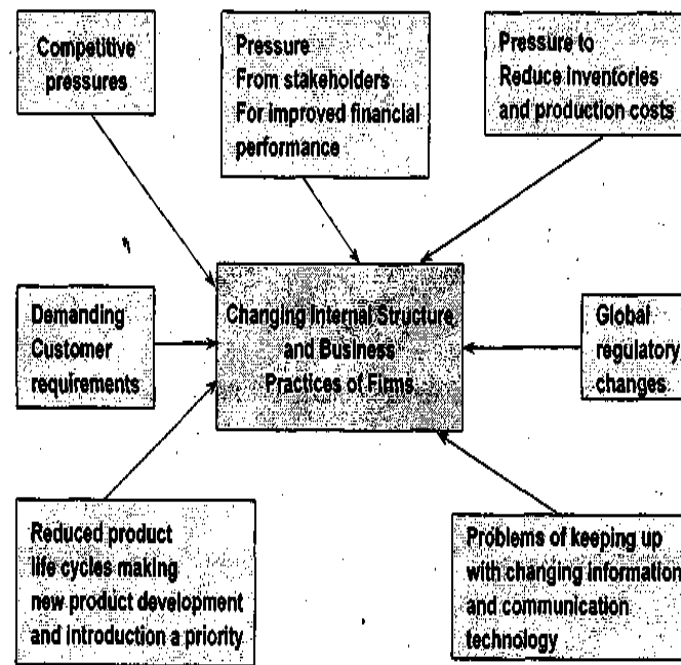 Competitive
pressures
Pressure
From stakeholders
For improved financial
performance
Pressure to
Reduce inventories
and production costs
Demanding
Customer
requirements
Changing Internal Structure
and Business
Practices of Firms
Global
regulatory
changes
Reduced product
life cycles making
new product development
and introduction a priority
Problems of keeping up
with changing information
and communication
technology